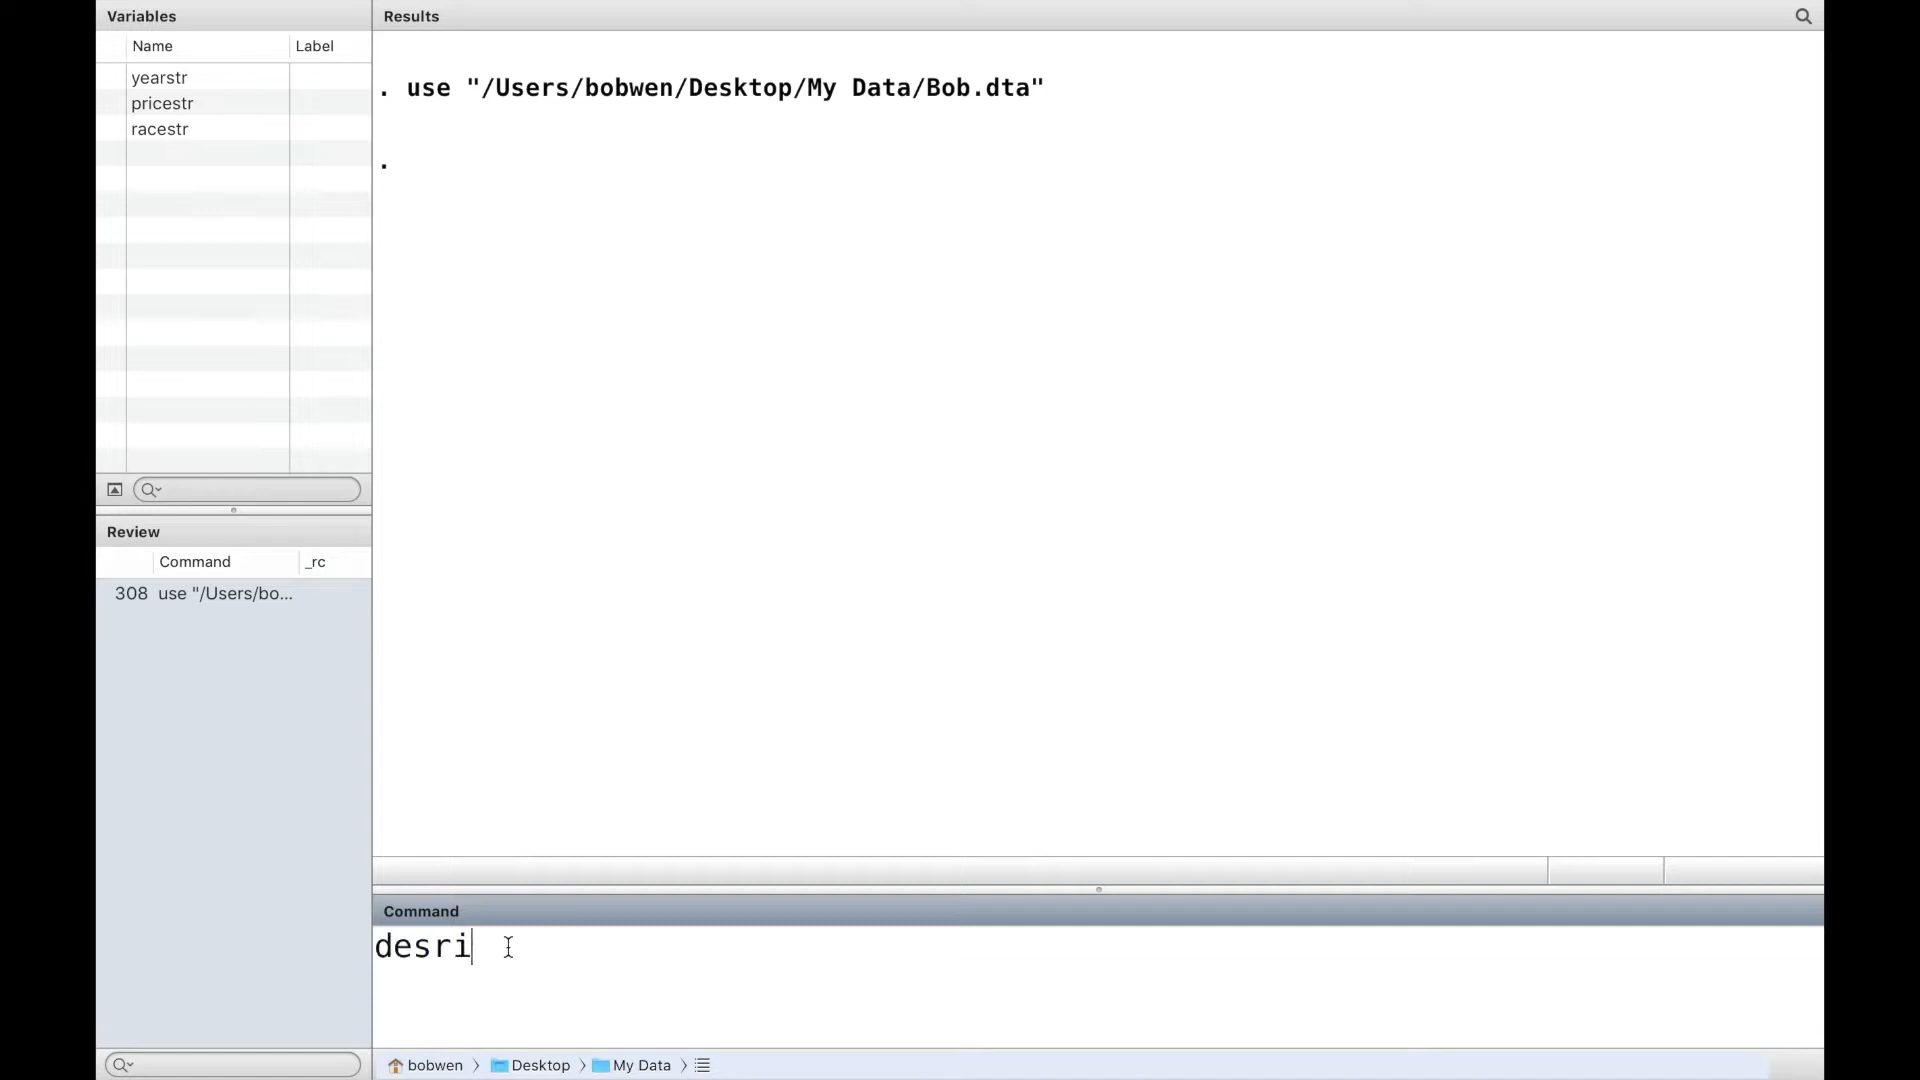 Variables
Name Label
yearstr
pricestr
racestr
Review
Command _rc
308 use "/Users/bo...
Results
. use "/Users/bobwen/Desktop/My Data/Bob.dta"
.
Command
desri
bobwen 〉 Desktop 〉 My Data 〉